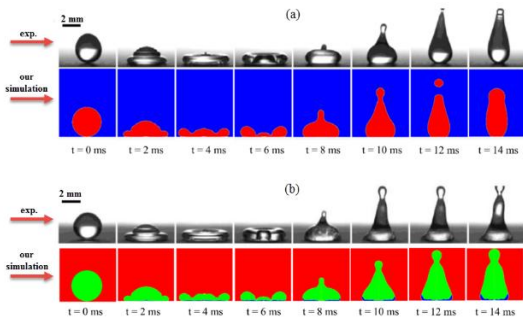 (a)
2 mm
exp.
our
simulation
t = 0 ms t = 2 ms t = 4 ms t = 6 ms t = 8 ms t = 10 ms t = 12 ms t = 14 ms
(b)
2 mm
exp.
our
simulation
t = 0 ms t = 2 ms t = 4 ms t = 6 ms t = 8 ms t = 10 ms t = 12 ms t = 14 ms